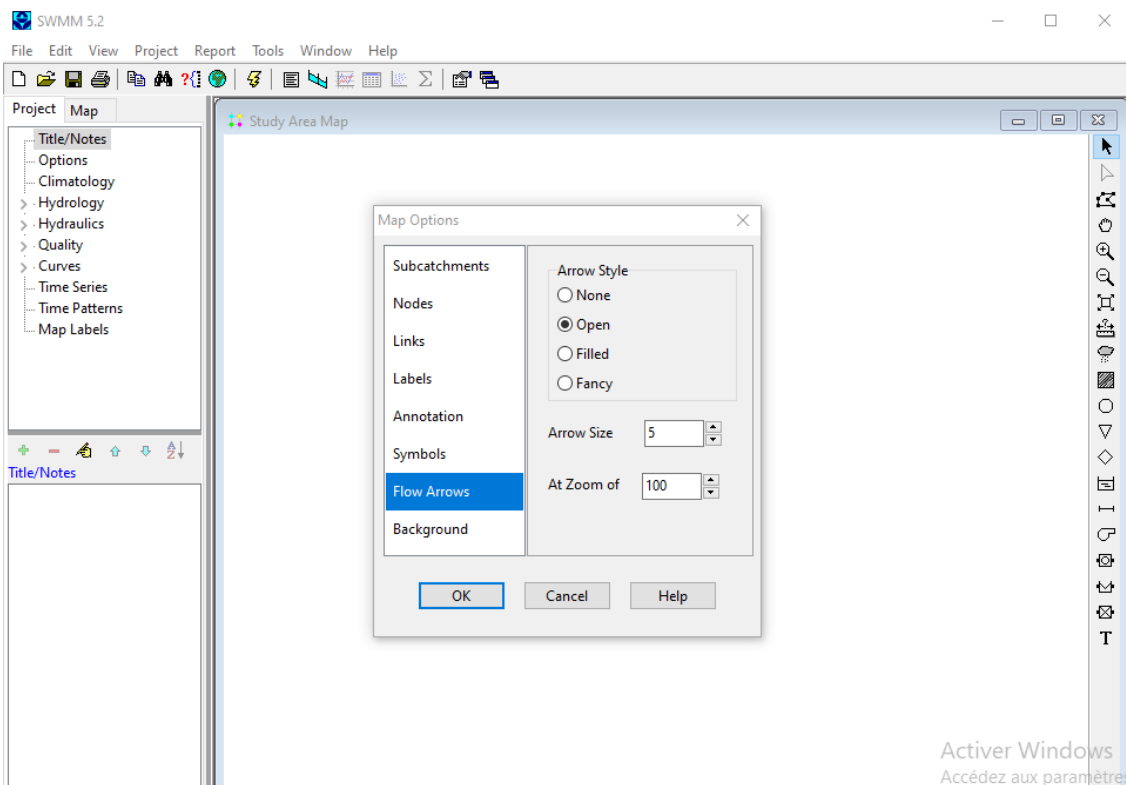 SWMM 5.2
File Edit View Project Report Tools Window Help
Project Map
Title/Notes
Options
Climatology
Hydrology
Hydraulics
Quality
Curves
Time Series
Time Patterns
Map Labels
Title/Notes
Study Area Map
Map Options
Subcatchments
Nodes
Links
Labels
Annotation
Symbols
Flow Arrows
Background
Arrow Style
None
Open
Filled
Fancy
Arrow Size 5
At Zoom of 100
OK Cancel Help
T
Activer Windows
Accédez aux paramètres